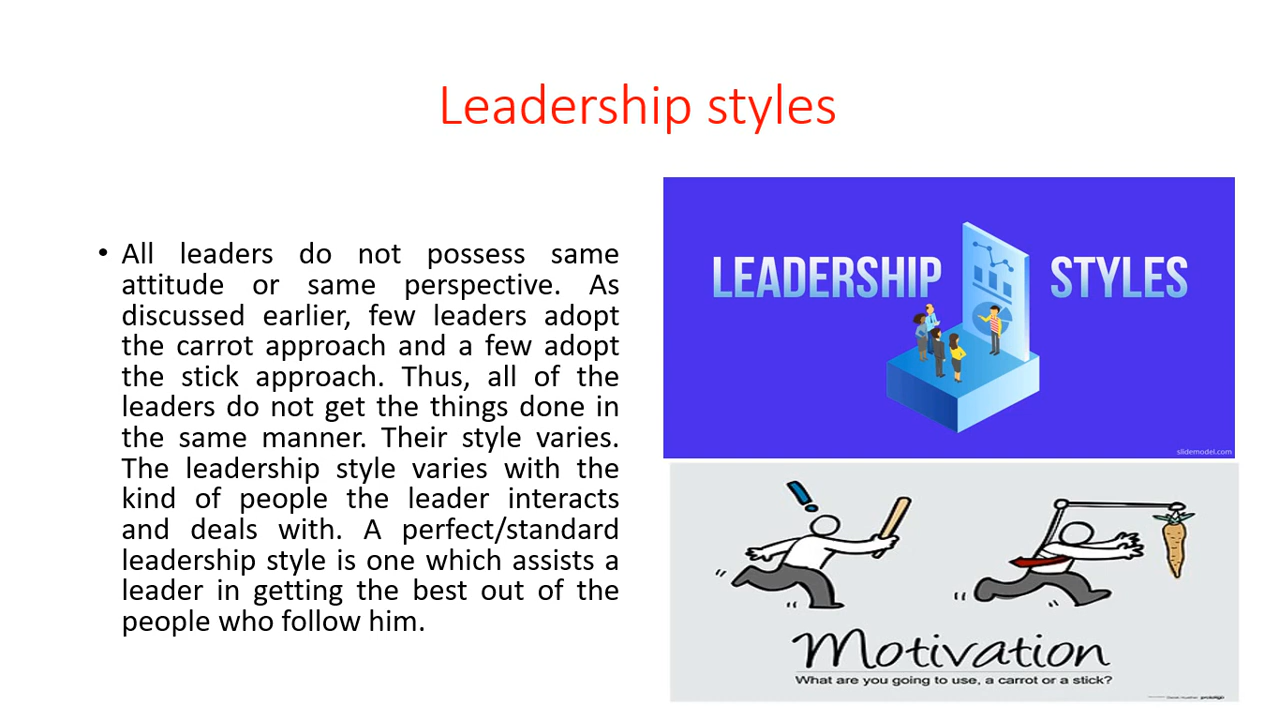 Leadership styles
• All leaders do not possess same
attitude or same perspective. As
discussed earlier, few leaders adopt
the carrot approach and a few adopt
the stick approach. Thus, all of the
leaders do not get the things done in
the same manner. Their style varies.
The leadership style varies with the
kind of people the leader interacts
and deals with. A perfect/standard
leadership style is one which assists a
leader in getting the best out of the
people who follow him.
LEADERSHIP STYLES
slidemodel.com
Motivation
What are you going to use, a carrot or a stick?